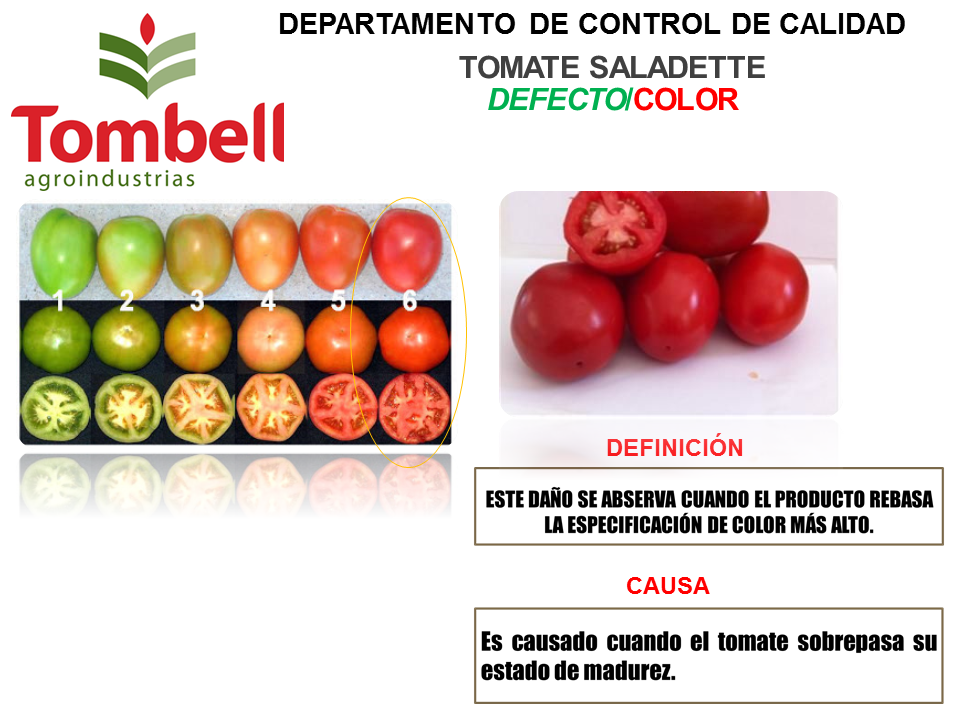 DEPARTAMENTO DE CONTROL DE CALIDAD
TOMATE SALADETTE
DEFECTO/COLOR
Tombell
agroindustrias
1 2 3 4 5 6
DEFINICIÓN
ESTE DAÑO SE ABSERVA CUANDO EL PRODUCTO REBASA
LA ESPECIFICACIÓN DE COLOR MÁS ALTO.
CAUSA
Es causado cuando el tomate sobrepasa su
estado de madurez.